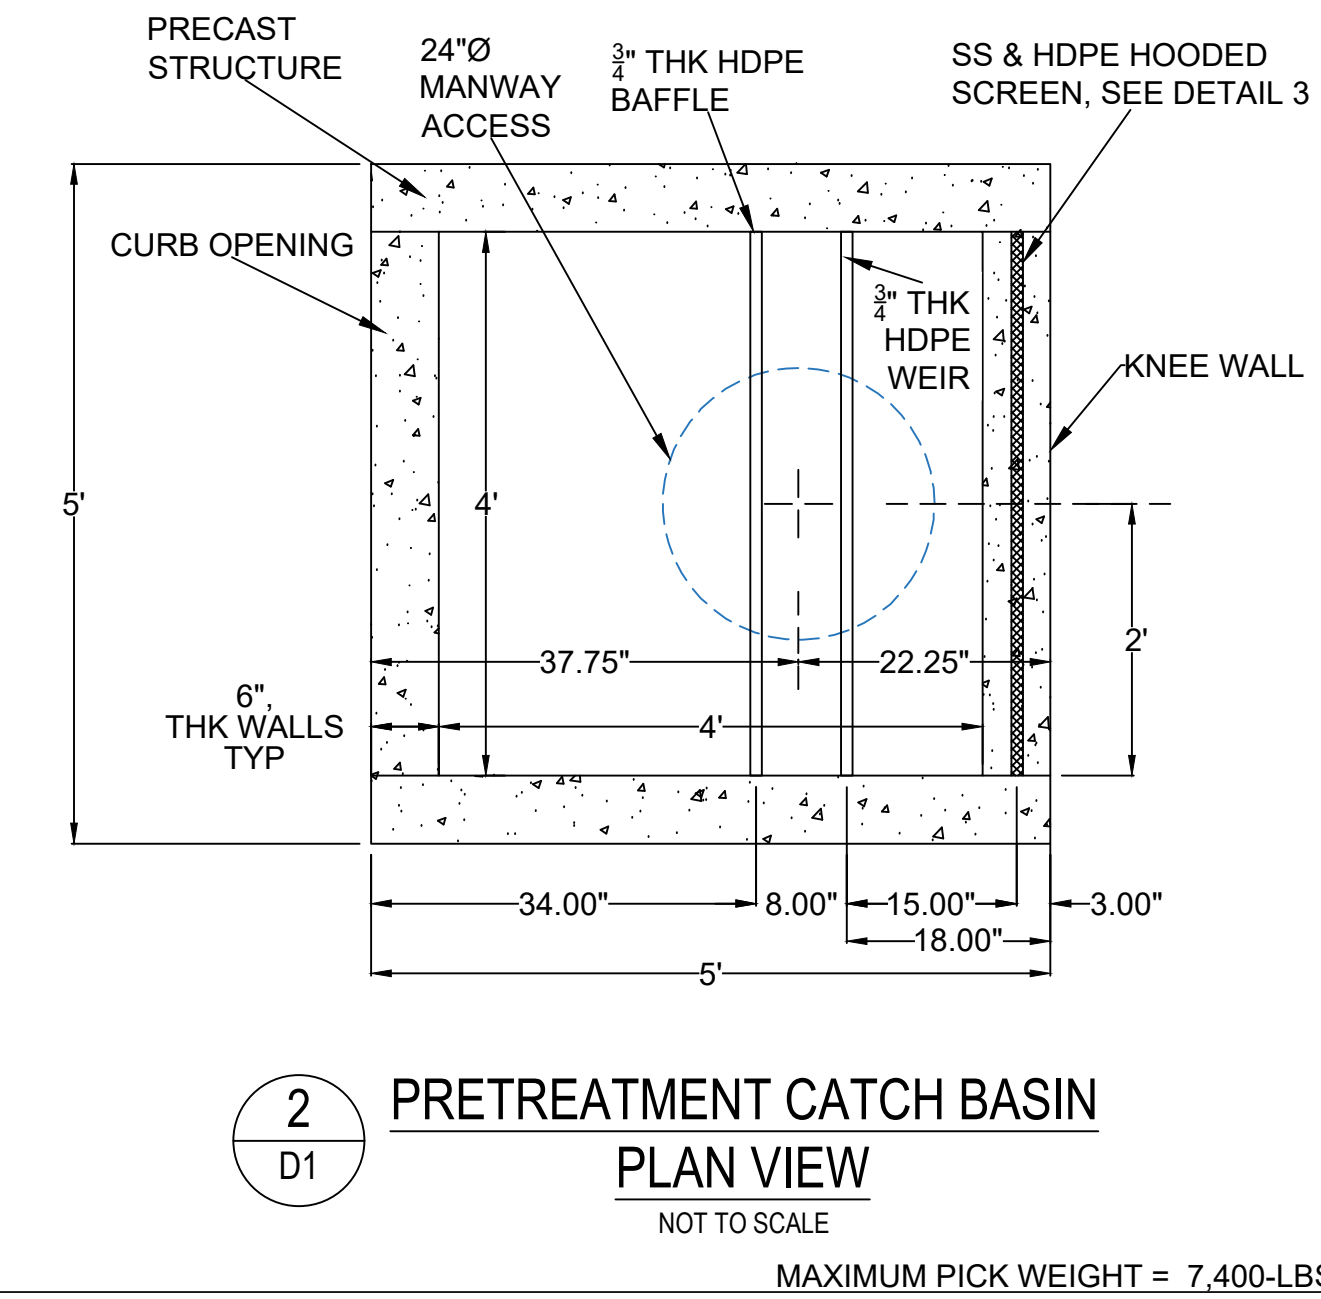 PRECAST
STRUCTURE
24"Ø
MANWAY
ACCESS
3/4" THK HDPE
BAFFLE
SS & HDPE HOODED
SCREEN, SEE DETAIL 3
CURB OPENING
3/4" THK
HDPE
WEIR
KNEE WALL
5'
4'
2'
37.75"
22.25"
6",
THK WALLS
TYP
4'
34.00"
8.00"
15.00"
3.00"
18.00"
5'
2
D1
PRETREATMENT CATCH BASIN
PLAN VIEW
NOT TO SCALE
MAXIMUM PICK WEIGHT = 7,400-LBS